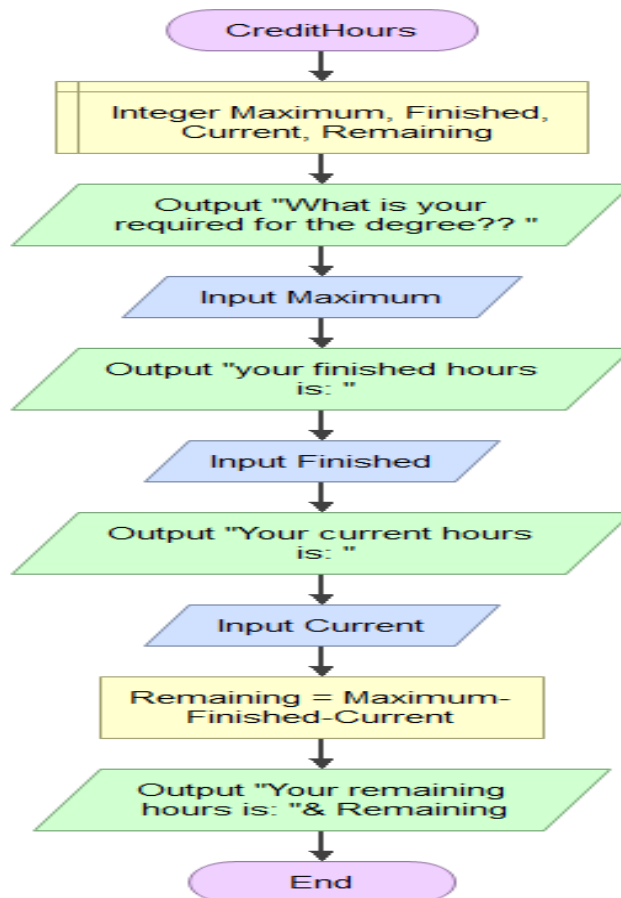 CreditHours
Integer Maximum, Finished,
Current, Remaining
Output "What is your
required for the degree?? "
Input Maximum
Output "your finished hours
is: "
Input Finished
Output "Your current hours
is: "
Input Current
Remaining = Maximum-
Finished-Current
Output "Your remaining
hours is: "& Remaining
End